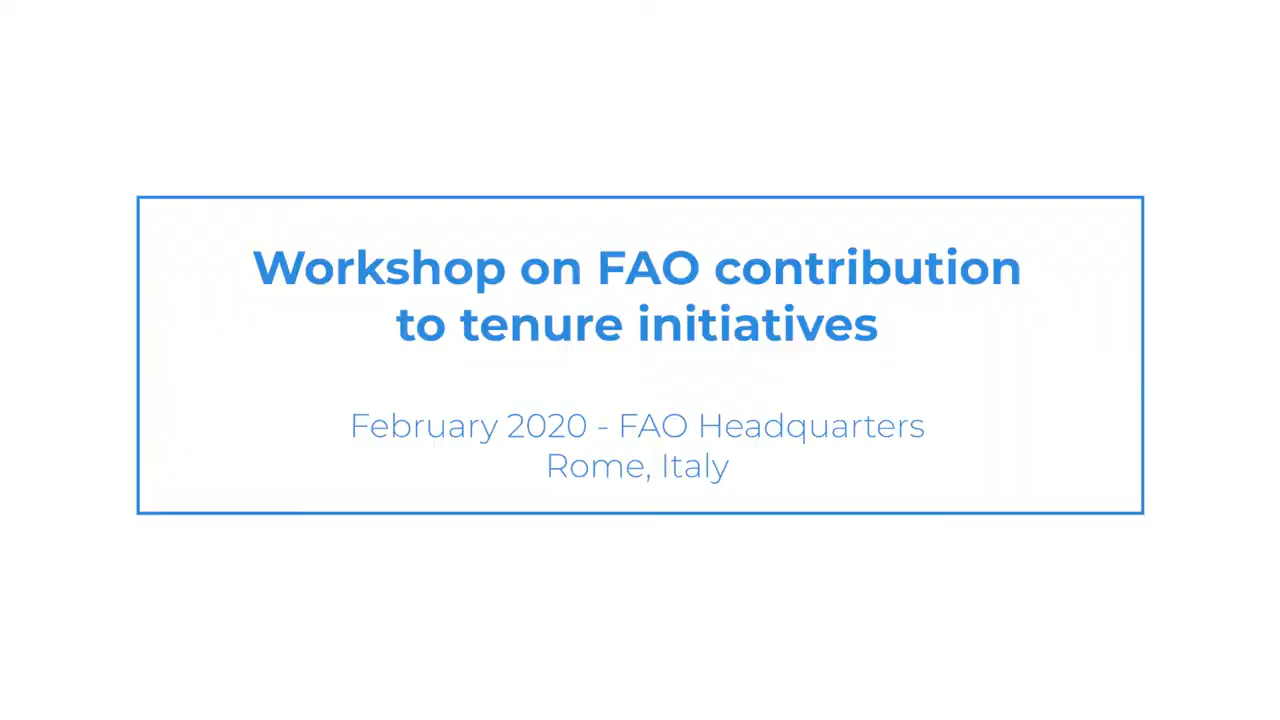 Workshop on FAO contribution
to tenure initiatives
February 2020 - FAO Headquarters
Rome, Italy